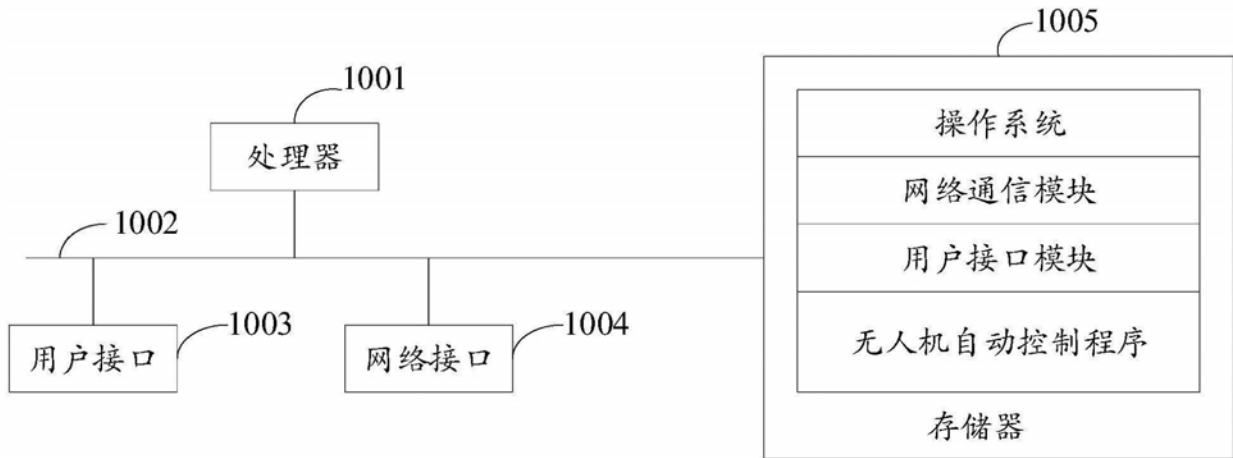 1005
1001
操作系统
处理器
网络通信模块
1002
用户接口模块
1003
1004
用户接口
网络接口
无人机自动控制程序
存储器